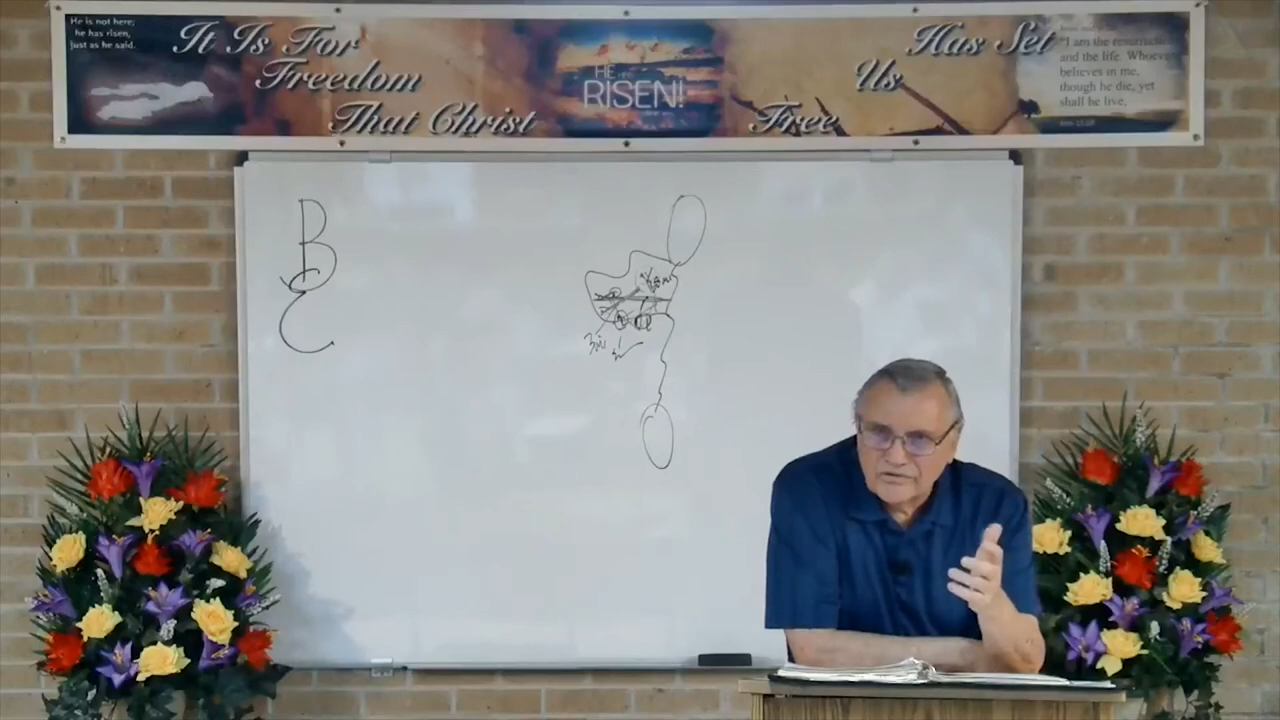 He is not here;
he has risen,
just as he said.
It Is For
Freedom
That Christ
HE
RISEN!
Has Set
Us
Free
"I am the resurrection
and the life. Whoever
believes in me,
though he die, yet
shall he live,
B
C